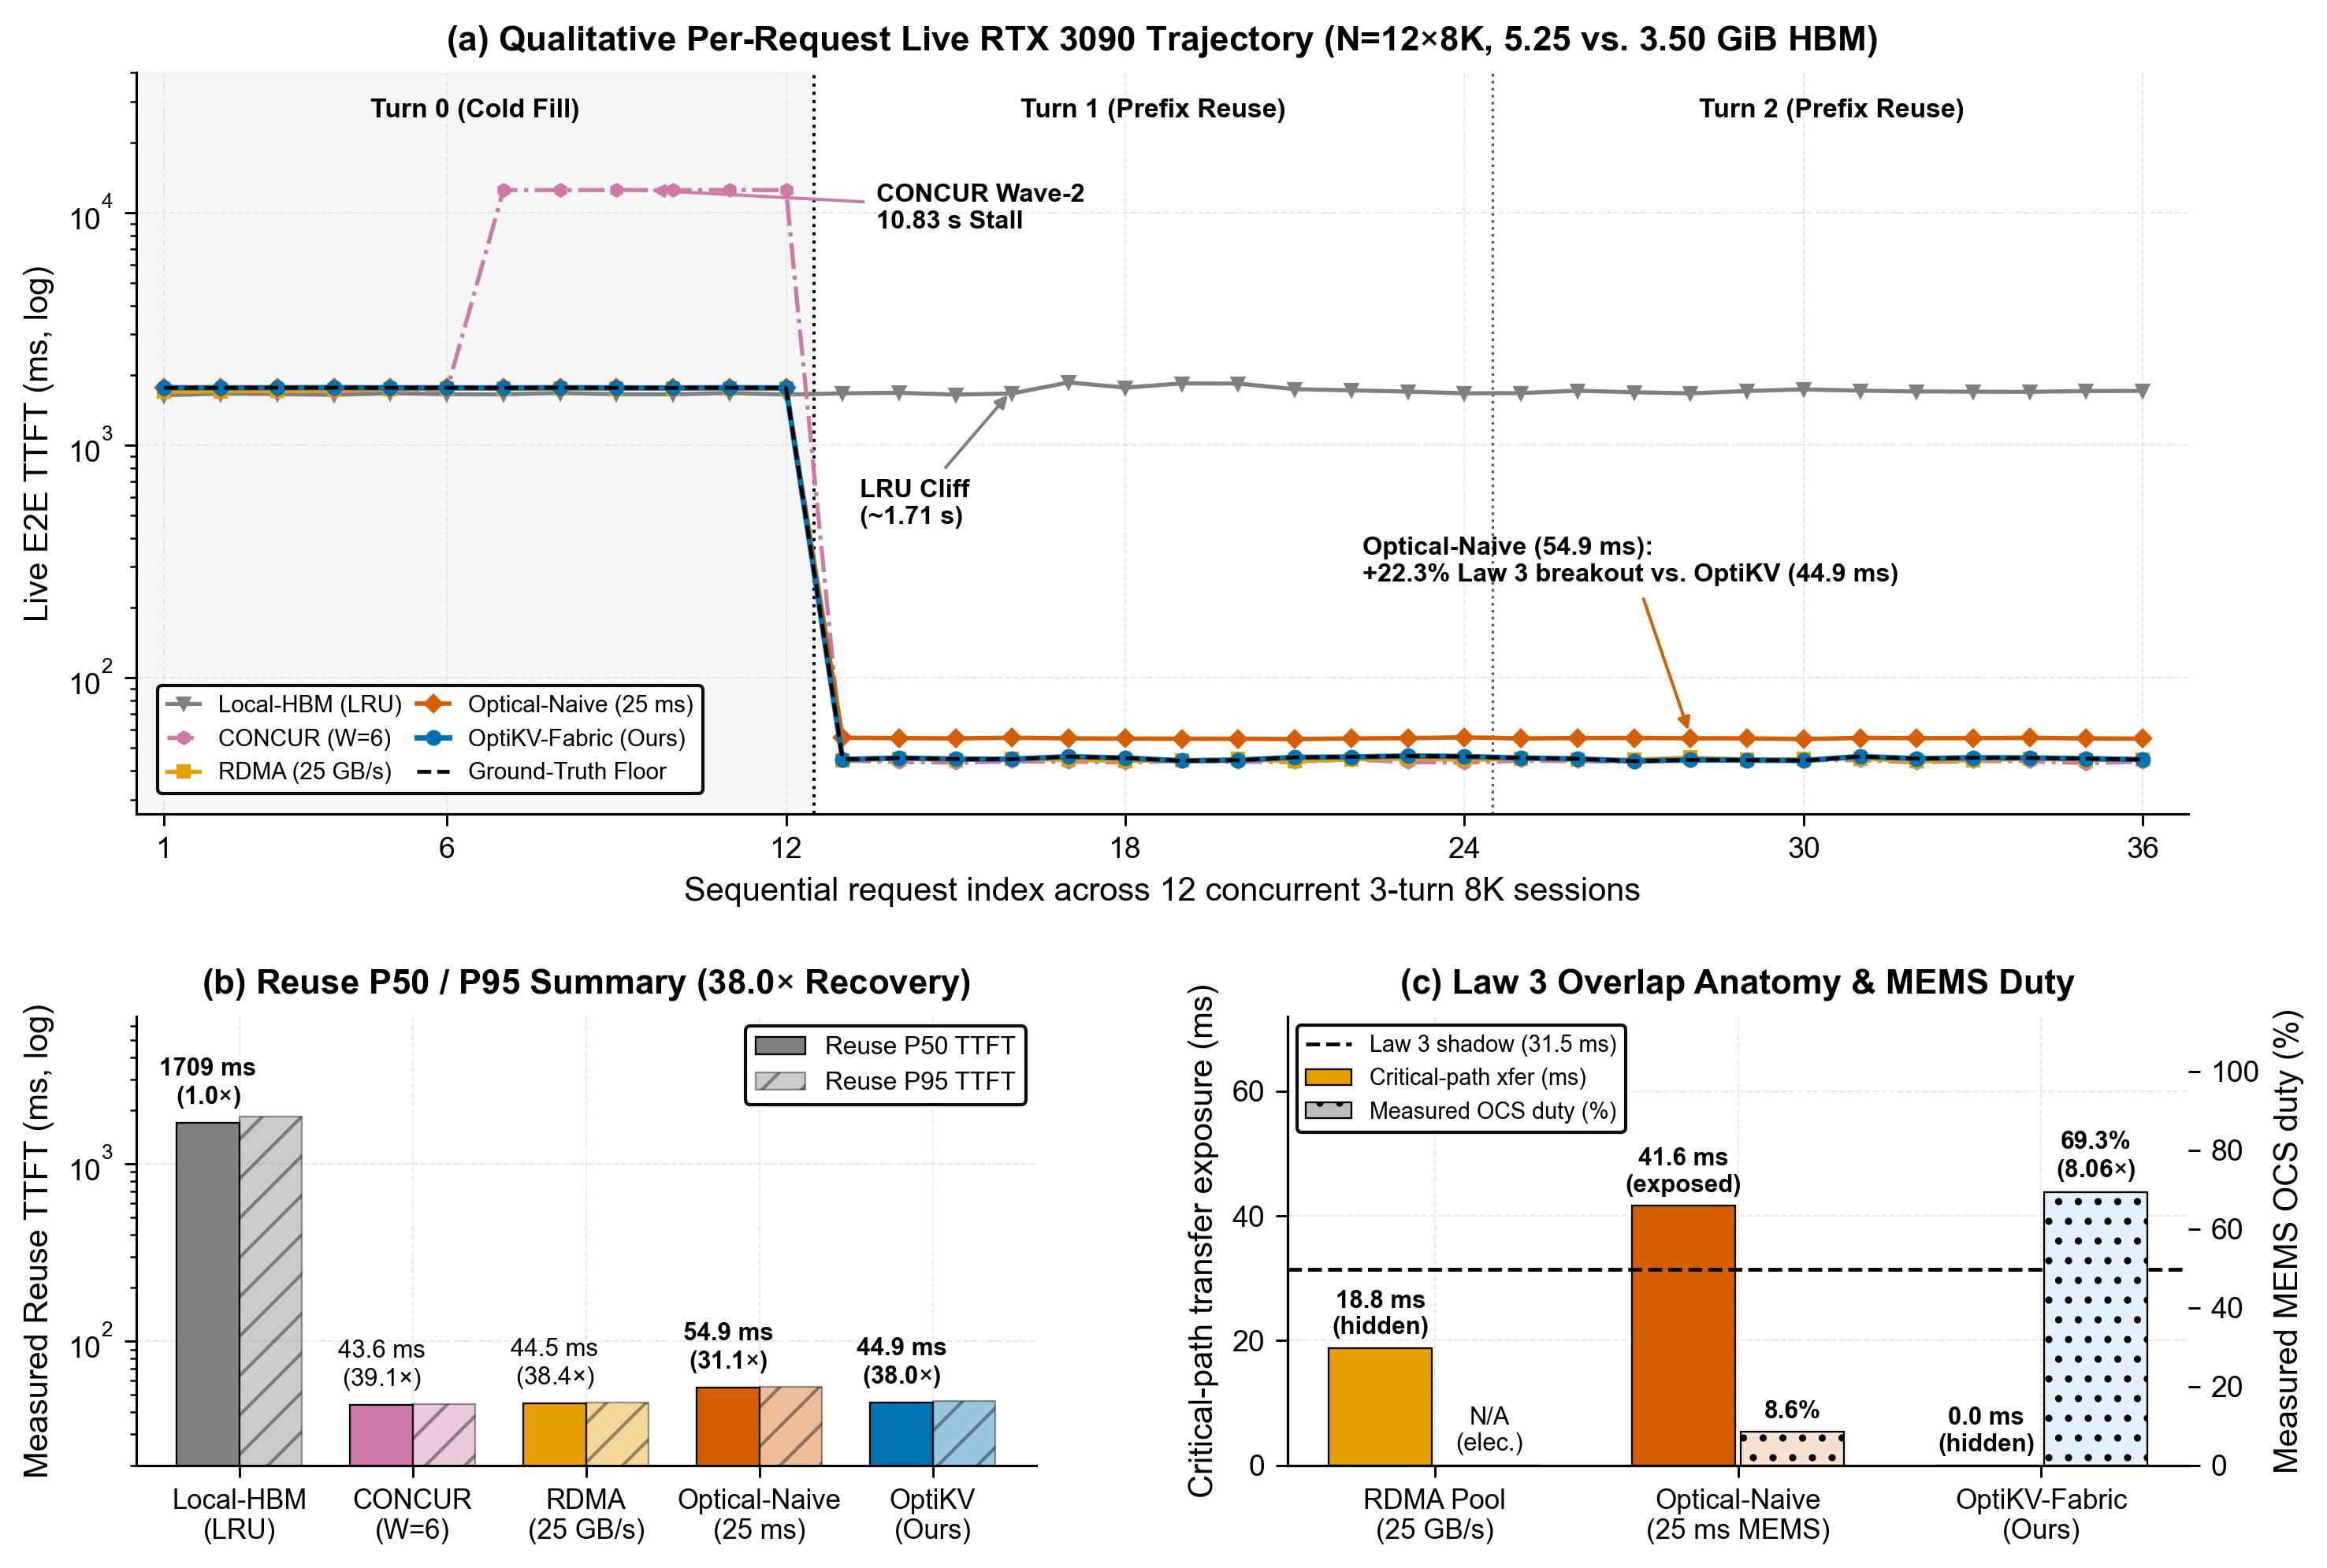 (a) Qualitative Per-Request Live RTX 3090 Trajectory (N=12×8K, 5.25 vs. 3.50 GiB HBM)
Live E2E TTFT (ms, log)
10^4
10^3
10^2
Turn 0 (Cold Fill)
Turn 1 (Prefix Reuse)
Turn 2 (Prefix Reuse)
CONCUR Wave-2
10.83 s Stall
LRU Cliff
(~1.71 s)
Optical-Naive (54.9 ms):
+22.3% Law 3 breakout vs. OptiKV (44.9 ms)
Local-HBM (LRU)
CONCUR (W=6)
RDMA (25 GB/s)
Optical-Naive (25 ms)
OptiKV-Fabric (Ours)
Ground-Truth Floor
1 6 12 18 24 30 36
Sequential request index across 12 concurrent 3-turn 8K sessions
(b) Reuse P50 / P95 Summary (38.0× Recovery)
Measured Reuse TTFT (ms, log)
10^3
10^2
Reuse P50 TTFT
Reuse P95 TTFT
1709 ms
(1.0×)
43.6 ms
(39.1×)
44.5 ms
(38.4×)
54.9 ms
(31.1×)
44.9 ms
(38.0×)
Local-HBM
(LRU)
CONCUR
(W=6)
RDMA
(25 GB/s)
Optical-Naive
(25 ms)
OptiKV
(Ours)
(c) Law 3 Overlap Anatomy & MEMS Duty
Critical-path transfer exposure (ms)
60
40
20
0
Law 3 shadow (31.5 ms)
Critical-path xfer (ms)
Measured OCS duty (%)
18.8 ms
(hidden)
N/A
(elec.)
41.6 ms
(exposed)
8.6%
0.0 ms
(hidden)
69.3%
(8.06×)
100
80
60
40
20
0
Measured MEMS OCS duty (%)
RDMA Pool
(25 GB/s)
Optical-Naive
(25 ms MEMS)
OptiKV-Fabric
(Ours)